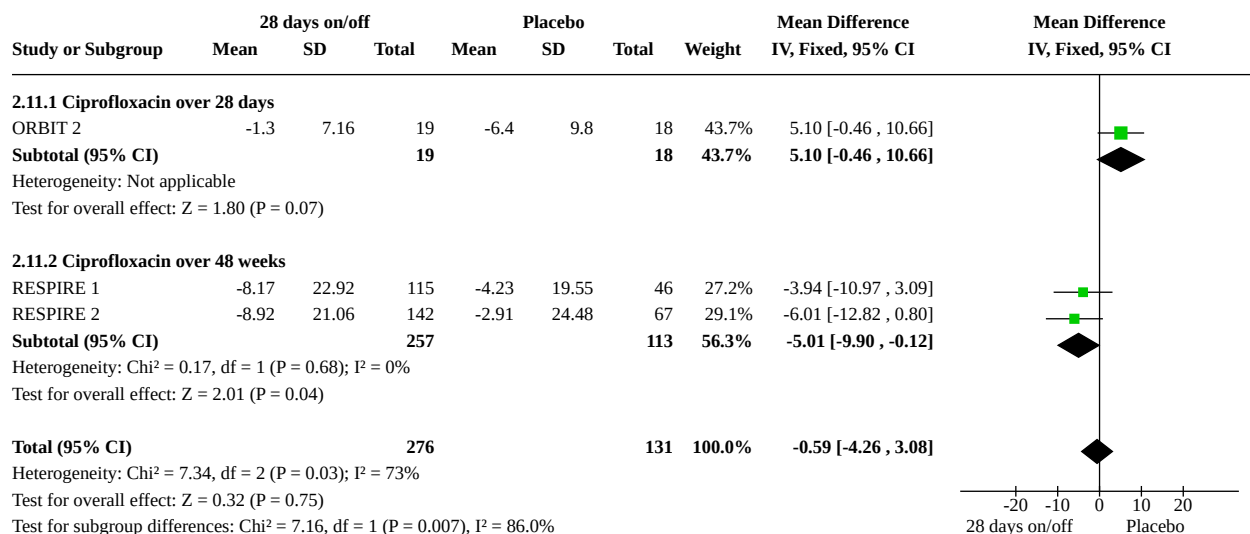 28 days on/off Placebo Mean Difference Mean Difference
Study or Subgroup Mean SD Total Mean SD Total Weight IV, Fixed, 95% CI IV, Fixed, 95% CI
2.11.1 Ciprofloxacin over 28 days
ORBIT 2 -1.3 7.16 19 -6.4 9.8 18 43.7% 5.10 [-0.46 , 10.66]
Subtotal (95% CI) 19 18 43.7% 5.10 [-0.46 , 10.66]
Heterogeneity: Not applicable
Test for overall effect: Z = 1.80 (P = 0.07)
2.11.2 Ciprofloxacin over 48 weeks
RESPIRE 1 -8.17 22.92 115 -4.23 19.55 46 27.2% -3.94 [-10.97 , 3.09]
RESPIRE 2 -8.92 21.06 142 -2.91 24.48 67 29.1% -6.01 [-12.82 , 0.80]
Subtotal (95% CI) 257 113 56.3% -5.01 [-9.90 , -0.12]
Heterogeneity: Chi² = 0.17, df = 1 (P = 0.68); I² = 0%
Test for overall effect: Z = 2.01 (P = 0.04)
Total (95% CI) 276 131 100.0% -0.59 [-4.26 , 3.08]
Heterogeneity: Chi² = 7.34, df = 2 (P = 0.03); I² = 73%
Test for overall effect: Z = 0.32 (P = 0.75)
-20 -10 0 10 20
Test for subgroup differences: Chi² = 7.16, df = 1 (P = 0.007), I² = 86.0% 28 days on/off Placebo